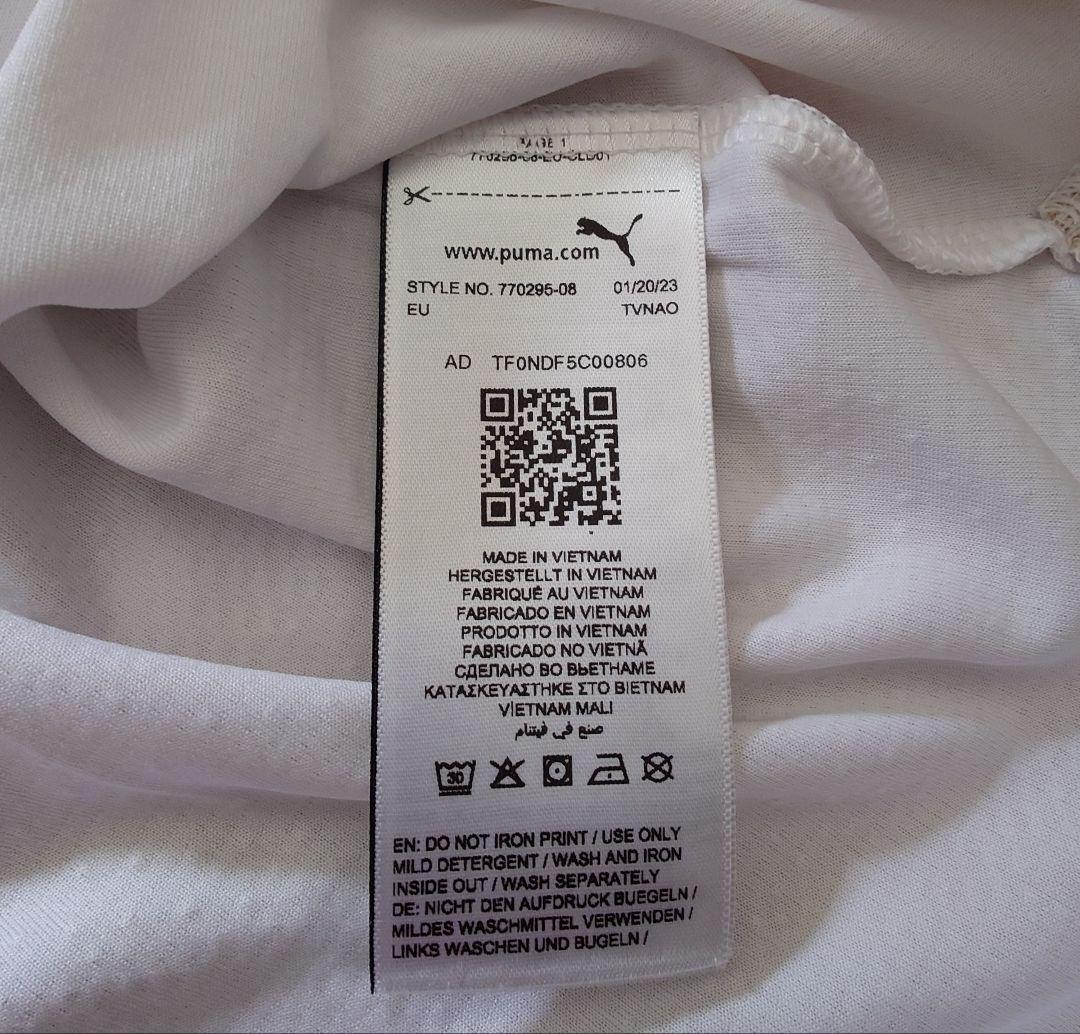 www.puma.com
STYLE NO. 770295-08 01/20/23
EU TVNAO
AD TF0NDF5C00806
MADE IN VIETNAM
HERGESTELLT IN VIETNAM
FABRIQUÉ AU VIETNAM
FABRICADO EN VIETNAM
PRODOTTO IN VIETNAM
FABRICADO NO VIETNÃ
СДЕЛАНО ВО ВЬЕТНАМЕ
ΚΑΤΑΣΚΕΥΑΣΤΗΚΕ ΣΤΟ ΒΙΕΤΝΑΜ
VİETNAM MALI
صنع في فيتنام
30
EN: DO NOT IRON PRINT / USE ONLY
MILD DETERGENT / WASH AND IRON
INSIDE OUT / WASH SEPARATELY
DE: NICHT DEN AUFDRUCK BUEGELN /
MILDES WASCHMITTEL VERWENDEN /
LINKS WASCHEN UND BUGELN /